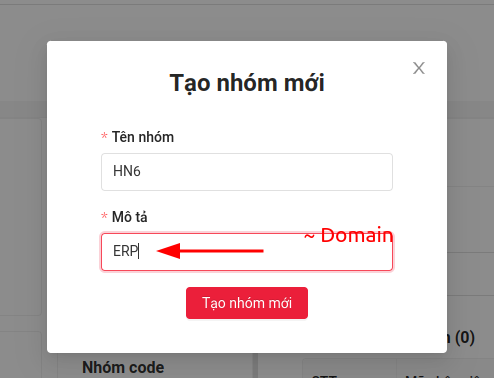 Tạo nhóm mới
* Tên nhóm
HN6
* Mô tả
~ Domain
ERP
Tạo nhóm mới
(0)
Nhóm code